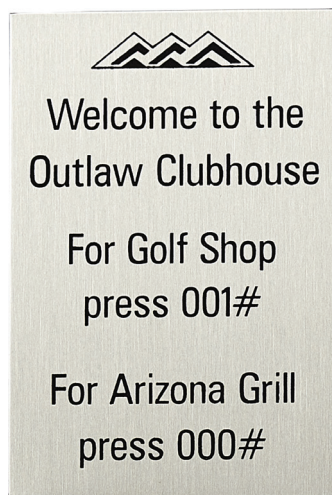 Welcome to the
Outlaw Clubhouse
For Golf Shop
press 001#
For Arizona Grill
press 000#